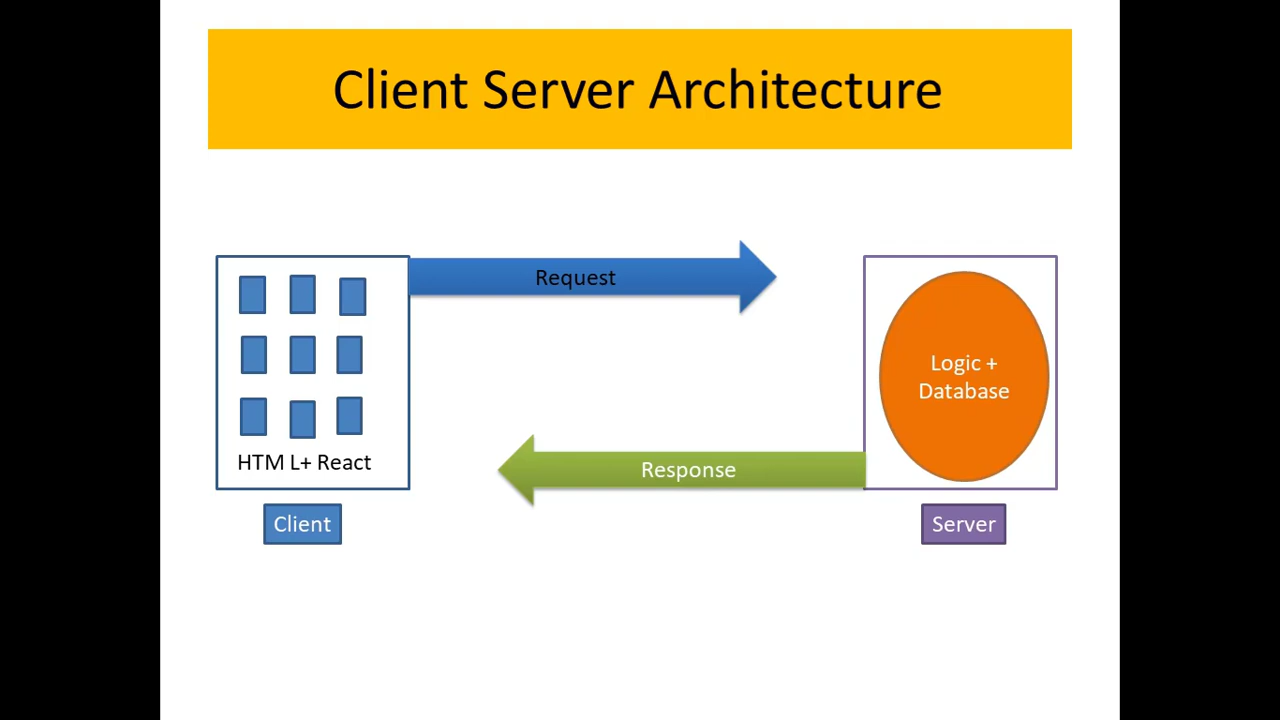 Client Server Architecture
Request
Logic +
Database
HTM L+ React
Response
Client
Server